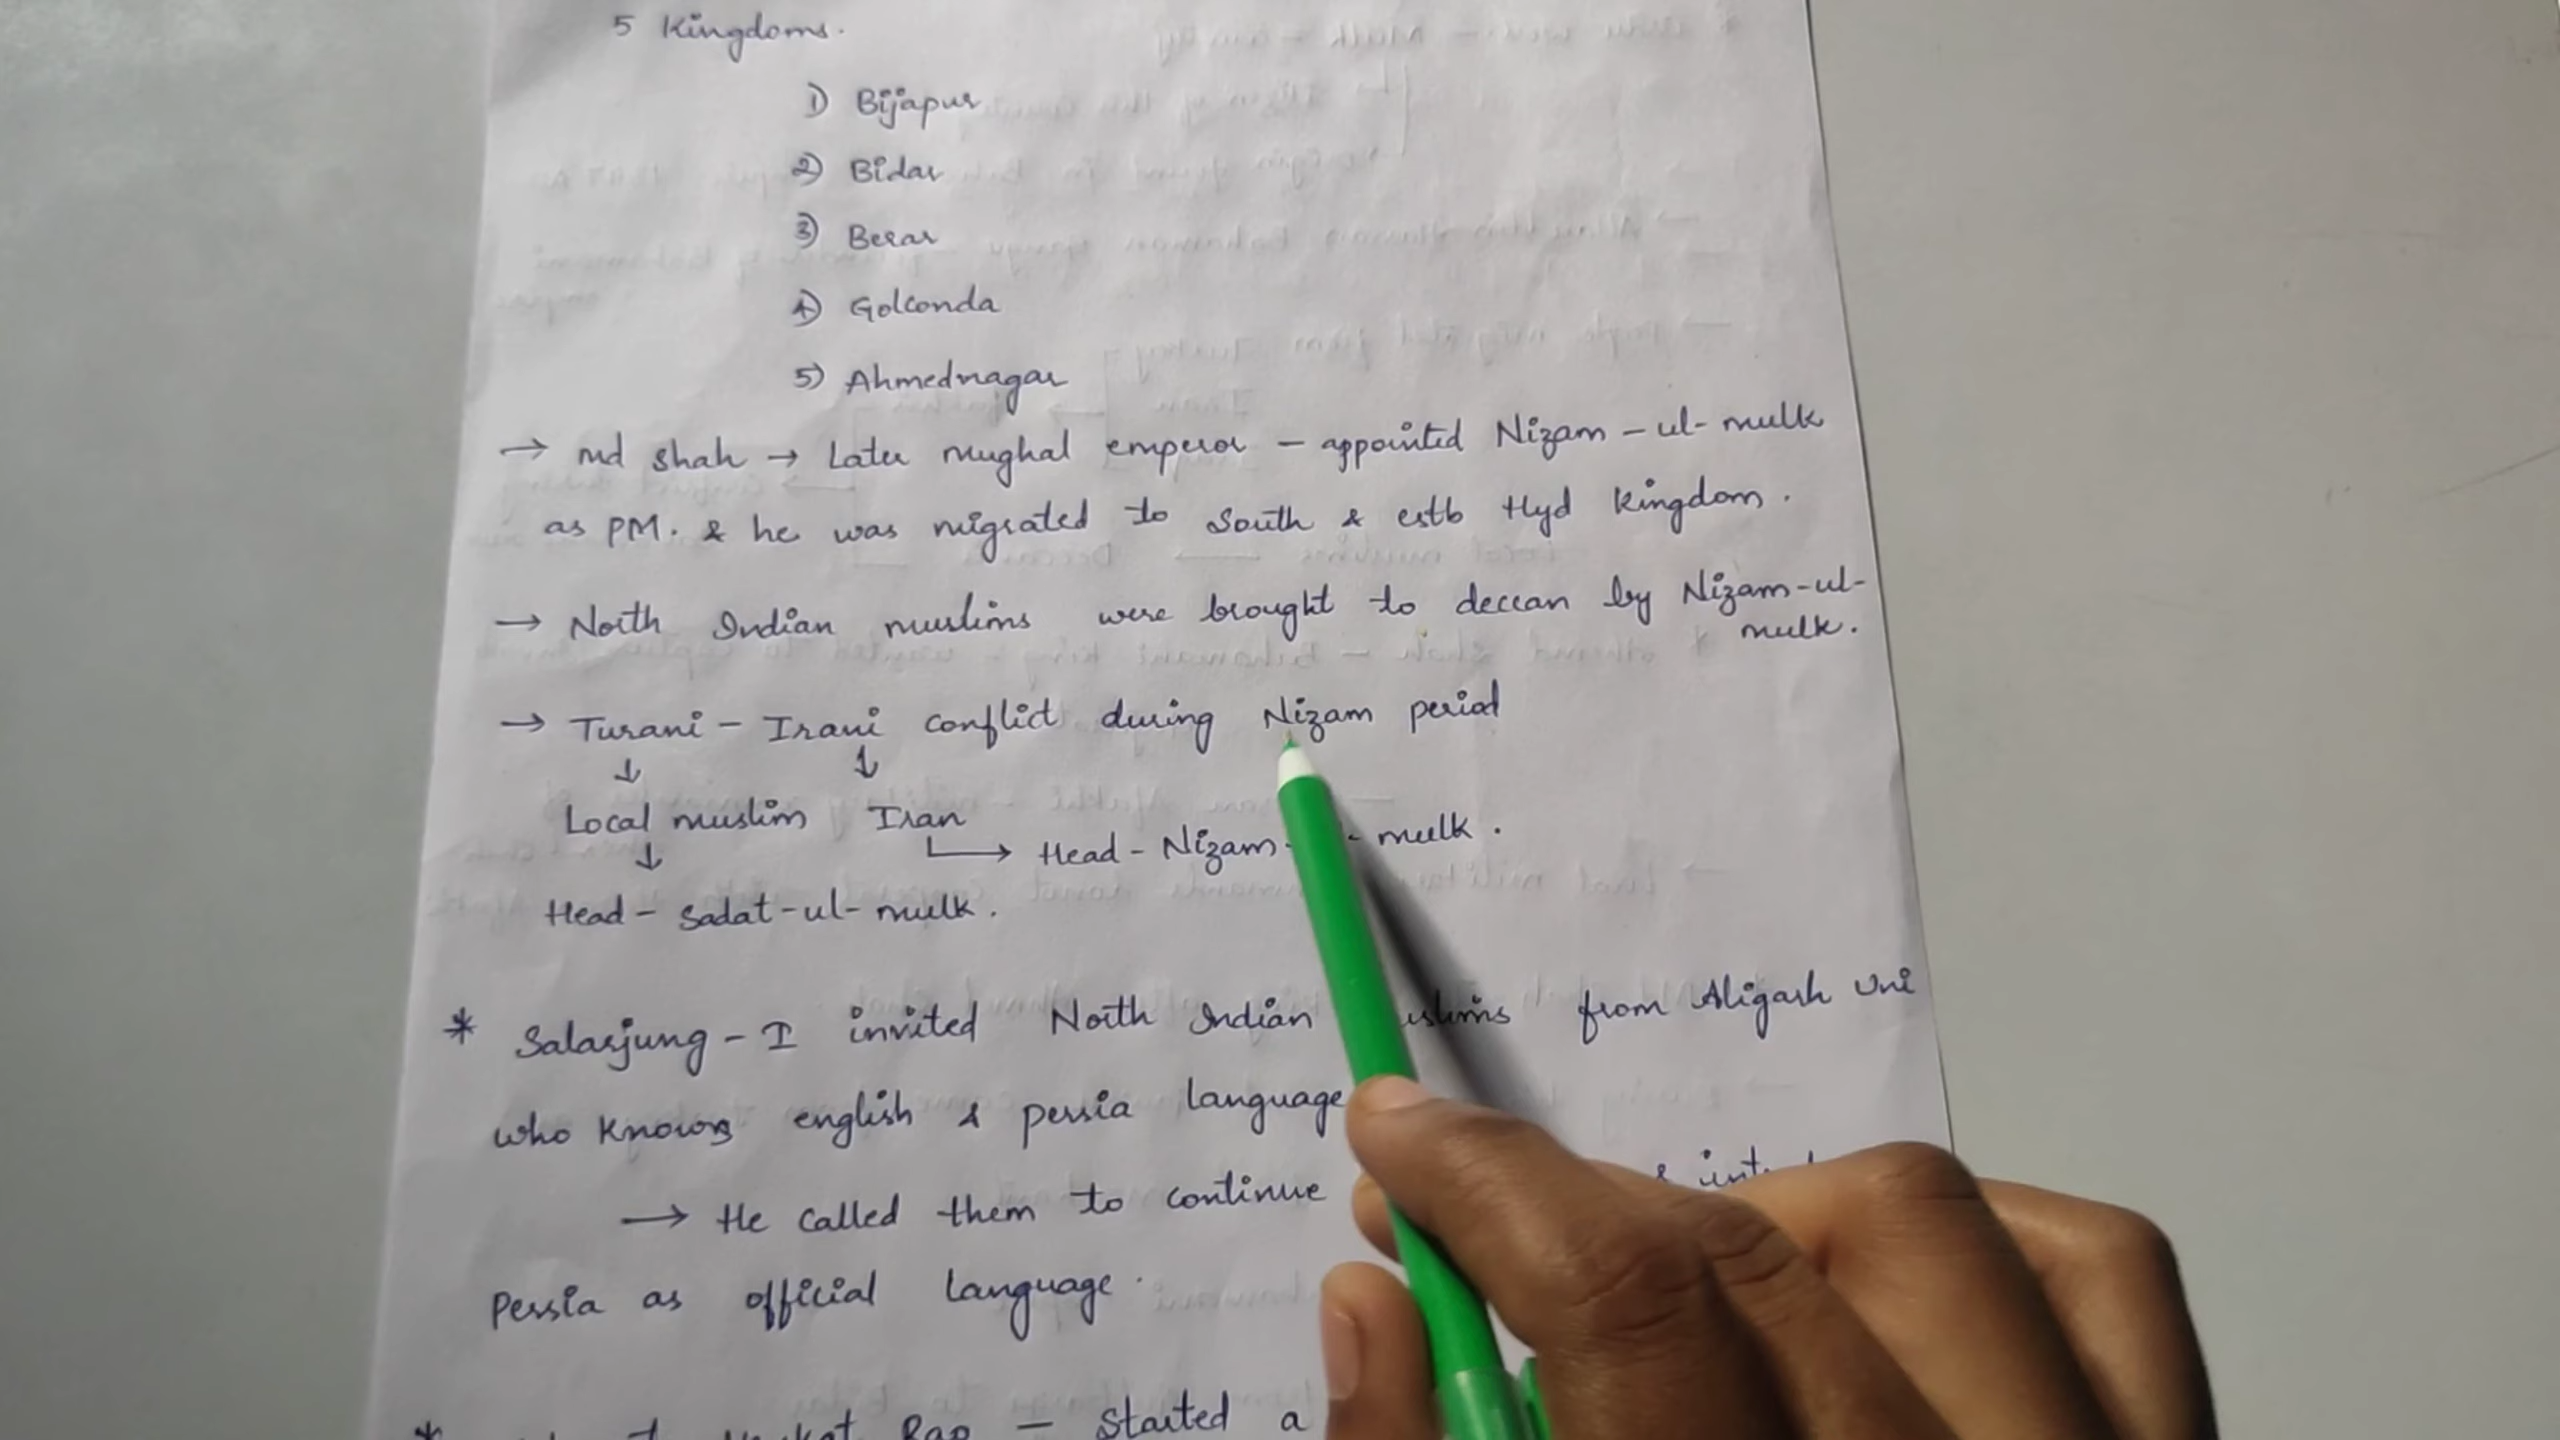 5 Kingdoms.
1) Bijapur
2) Bidar
3) Berar
4) Golconda
5) Ahmednagar
→ md shah → Later mughal emperor – appointed Nizam-ul-mulk
as PM. & he was migrated to South & estb Hyd Kingdom.
→ North Indian muslims were brought to deccan by Nizam-ul-
mulk.
→ Turani – Irani conflict during Nizam period
↓ ↓
Local muslim Iran
↓ → Head – Nizam- - mulk.
Head – Sadat-ul-mulk.
* Salarjung – I invited North Indian from Aligarh Uni
who knows english & persia language
→ He called them to continue &
Persia as official language.
* Rao – Started a